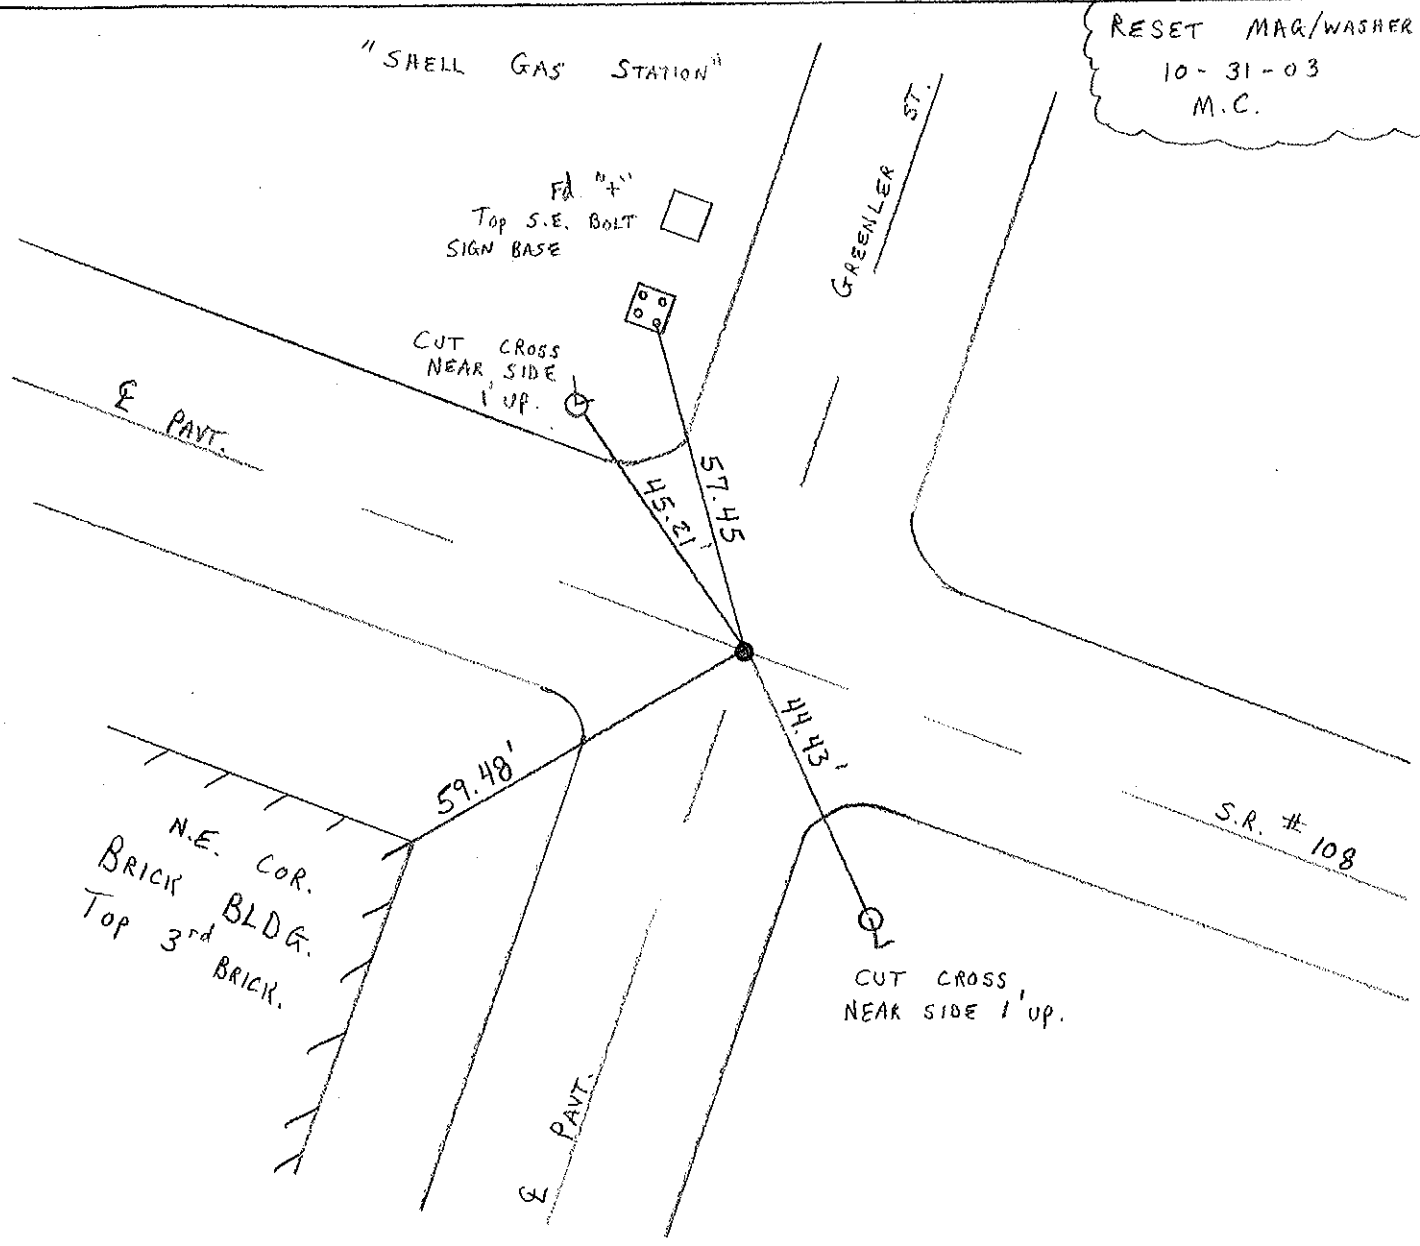 RESET MAG/WASHER
10-31-03
M.C.
"SHELL GAS STATION"
GREENLER ST.
Fd. "+"
TOP S.E. BOLT
SIGN BASE
CUT CROSS
NEAR SIDE
1' UP.
℄ PAVT.
45.21'
57.45
59.48'
44.43'
S.R. # 108
N.E. COR.
BRICK BLDG.
TOP 3rd BRICK.
CUT CROSS
NEAR SIDE 1' UP.
℄ PAVT.